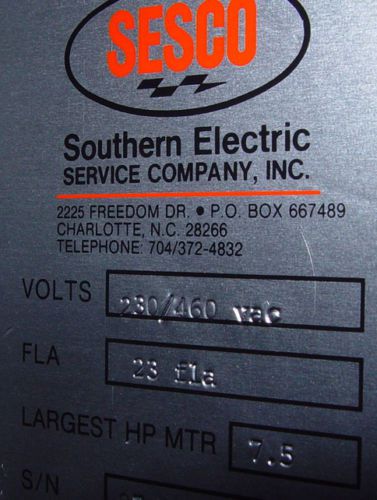 SESCO
Southern Electric
SERVICE COMPANY, INC.
2225 FREEDOM DR. • P.O. BOX 667489
CHARLOTTE, N.C. 28266
TELEPHONE: 704/372-4832
VOLTS 230/460 vac
FLA 23 fla
LARGEST HP MTR 7.5
S/N